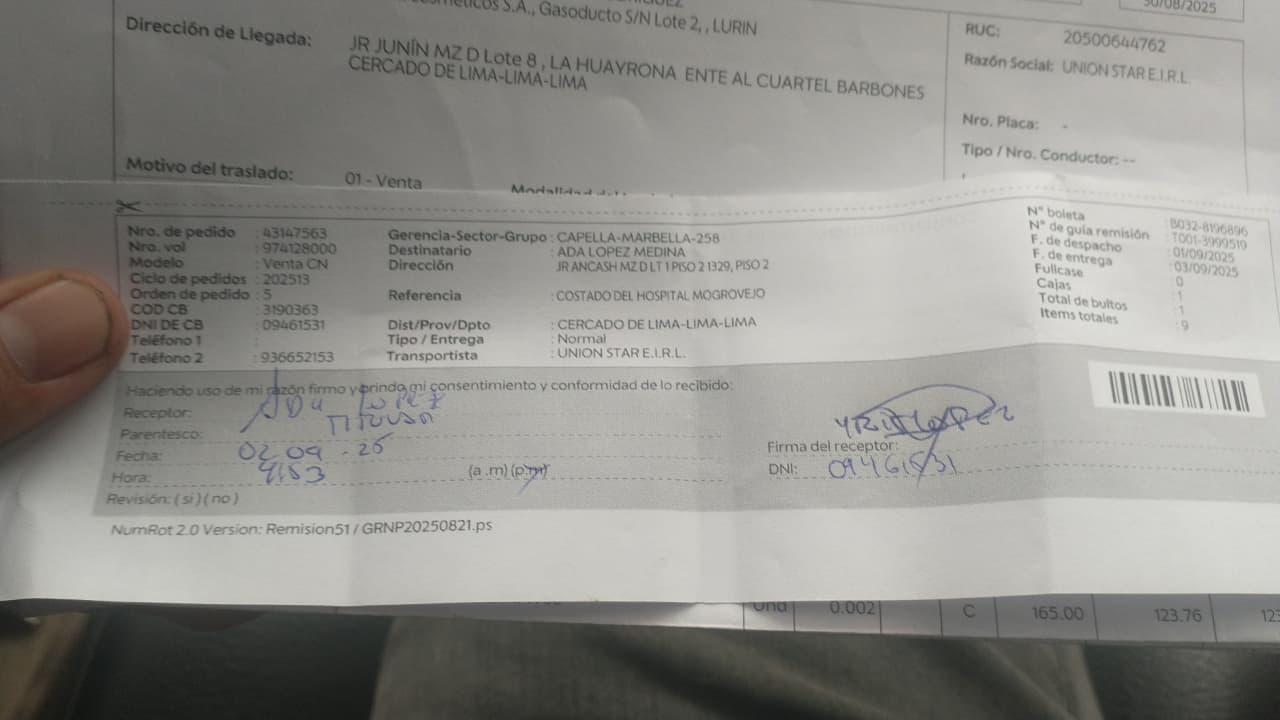 30/08/2025
cosméticos S.A., Gasoducto S/N Lote 2, , LURIN
Dirección de Llegada: JR JUNÍN MZ D Lote 8 , LA HUAYRONA ENTE AL CUARTEL BARBONES
CERCADO DE LIMA-LIMA-LIMA
RUC: 20500644762
Razón Social: UNION STAR E.I.R.L.
Nro. Placa: -
Tipo / Nro. Conductor: --
Motivo del traslado: 01 - Venta
Nro. de pedido : 43147563
Nro. vol : 974128000
Modelo : Venta CN
Ciclo de pedidos : 202513
Orden de pedido : 5
COD CB : 3190363
DNI DE CB : 09461531
Teléfono 1 :
Teléfono 2 : 936652153
Gerencia-Sector-Grupo : CAPELLA-MARBELLA-258
Destinatario : ADA LOPEZ MEDINA
Dirección : JR ANCASH MZ D LT 1 PISO 2 1329, PISO 2
Referencia : COSTADO DEL HOSPITAL MOGROVEJO
Dist/Prov/Dpto : CERCADO DE LIMA-LIMA-LIMA
Tipo / Entrega : Normal
Transportista : UNION STAR E.I.R.L.
N° boleta : B032-8196896
N° de guía remisión : T001-3999519
F. de despacho : 01/09/2025
F. de entrega : 03/09/2025
Fullcase : 0
Cajas : 1
Total de bultos : 1
Items totales : 9
Haciendo uso de mi razón firmo y brindo mi consentimiento y conformidad de lo recibido:
Receptor: LOPEZ
Parentesco:
Fecha: 02 09 - 25
Hora: (a .m) (p.m)
Revisión: ( si ) ( no )
Firma del receptor:
DNI: 09461531
NumRot 2.0 Version: Remision51 / GRNP20250821.ps
Und 0.002 C 165.00 123.76